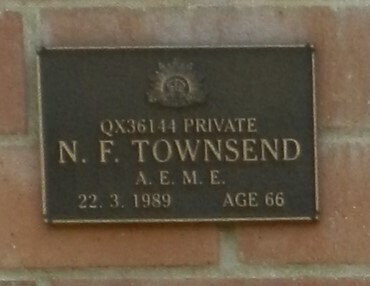 QX36144 PRIVATE
N. F. TOWNSEND
A. E. M. E.
22. 3. 1989 AGE 66